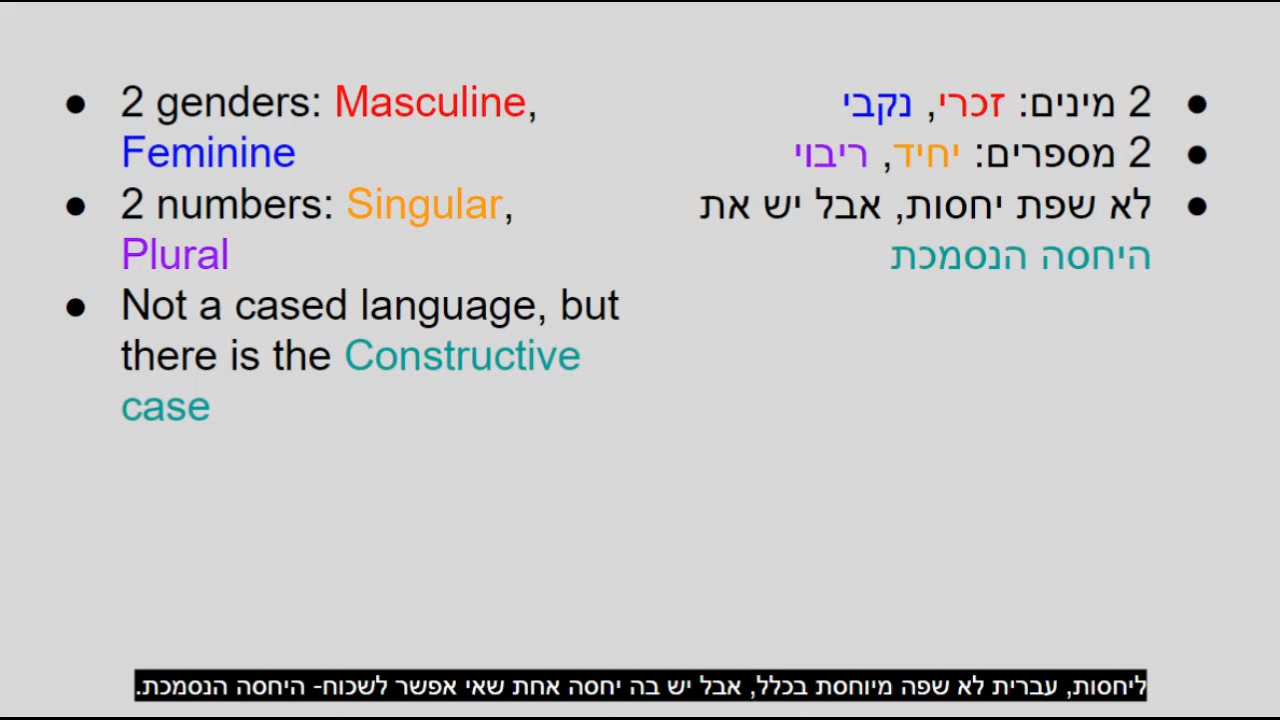 ● 2 genders: Masculine,
Feminine
● 2 numbers: Singular,
Plural
● Not a cased language, but
there is the Constructive
case
● 2 מינים: זכרי, נקבי
● 2 מספרים: יחיד, ריבוי
● לא שפת יחסות, אבל יש את
היחסה הנסמכת
ליחסות, עברית לא שפה מיוחסת בכלל, אבל יש בה יחסה אחת שאי אפשר לשכוח- היחסה הנסמכת.